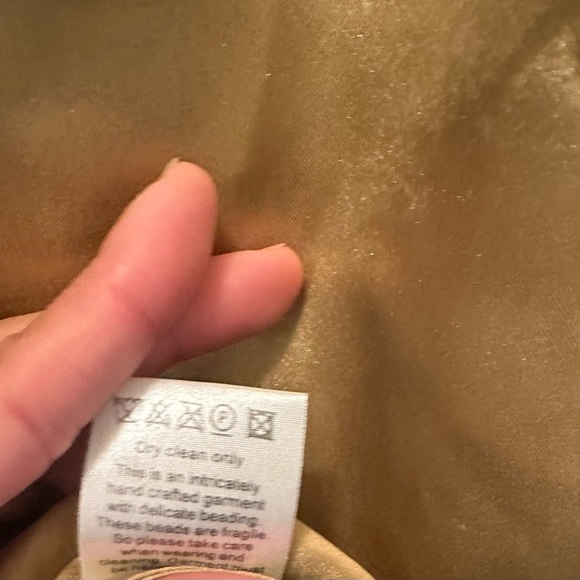 P
Dry clean only
This is an intricately
hand crafted garment
with delicate beading.
These beads are fragile.
So please take care
when wearing and
cleaning.